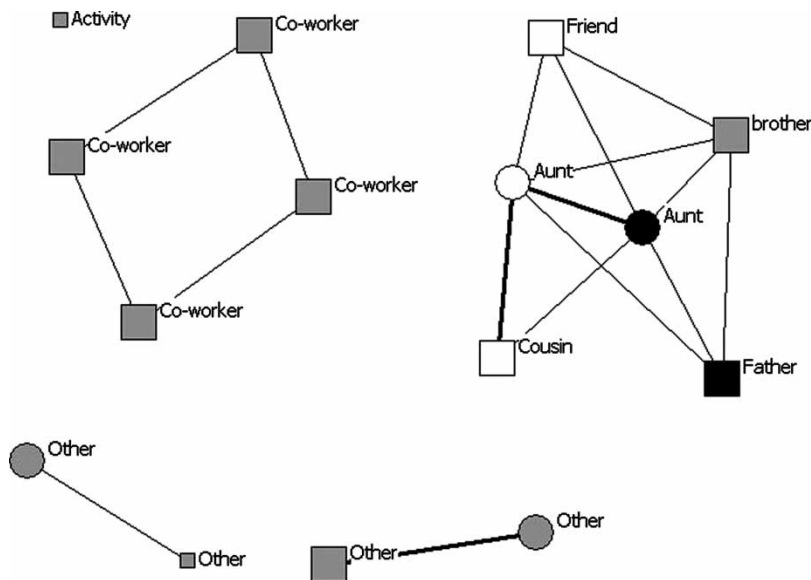 Activity
Co-worker
Friend
brother
Co-worker
Aunt
Co-worker
Aunt
Co-worker
Cousin
Father
Other
Other
Other
Other